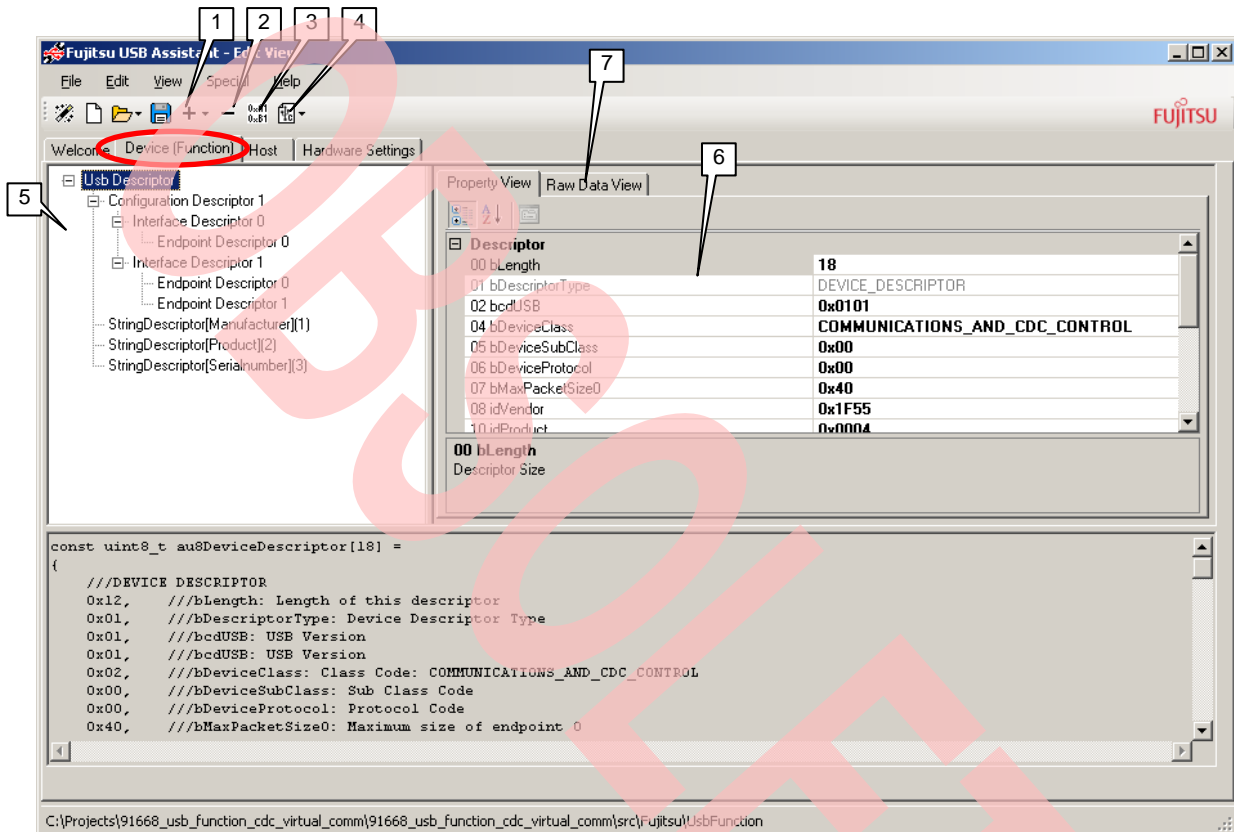 1 2 3 4
Fujitsu USB Assistant - Edit View
7
File Edit View Special Help
0xA1
0xB1
FUJITSU
Welcome Device (Function) Host Hardware Settings
6
5
Usb Descriptor
Configuration Descriptor 1
Interface Descriptor 0
Endpoint Descriptor 0
Interface Descriptor 1
Endpoint Descriptor 0
Endpoint Descriptor 1
StringDescriptor[Manufacturer](1)
StringDescriptor[Product](2)
StringDescriptor[Serialnumber](3)
Property View Raw Data View
Descriptor
00 bLength 18
01 bDescriptorType DEVICE_DESCRIPTOR
02 bcdUSB 0x0101
04 bDeviceClass COMMUNICATIONS_AND_CDC_CONTROL
05 bDeviceSubClass 0x00
06 bDeviceProtocol 0x00
07 bMaxPacketSize0 0x40
08 idVendor 0x1F55
10 idProduct 0x0004
00 bLength
Descriptor Size
const uint8_t au8DeviceDescriptor[18] =
{
///DEVICE DESCRIPTOR
0x12, ///bLength: Length of this descriptor
0x01, ///bDescriptorType: Device Descriptor Type
0x01, ///bcdUSB: USB Version
0x01, ///bcdUSB: USB Version
0x02, ///bDeviceClass: Class Code: COMMUNICATIONS_AND_CDC_CONTROL
0x00, ///bDeviceSubClass: Sub Class Code
0x00, ///bDeviceProtocol: Protocol Code
0x40, ///bMaxPacketSize0: Maximum size of endpoint 0
C:\Projects\91668_usb_function_cdc_virtual_comm\91668_usb_function_cdc_virtual_comm\src\Fujitsu\UsbFunction